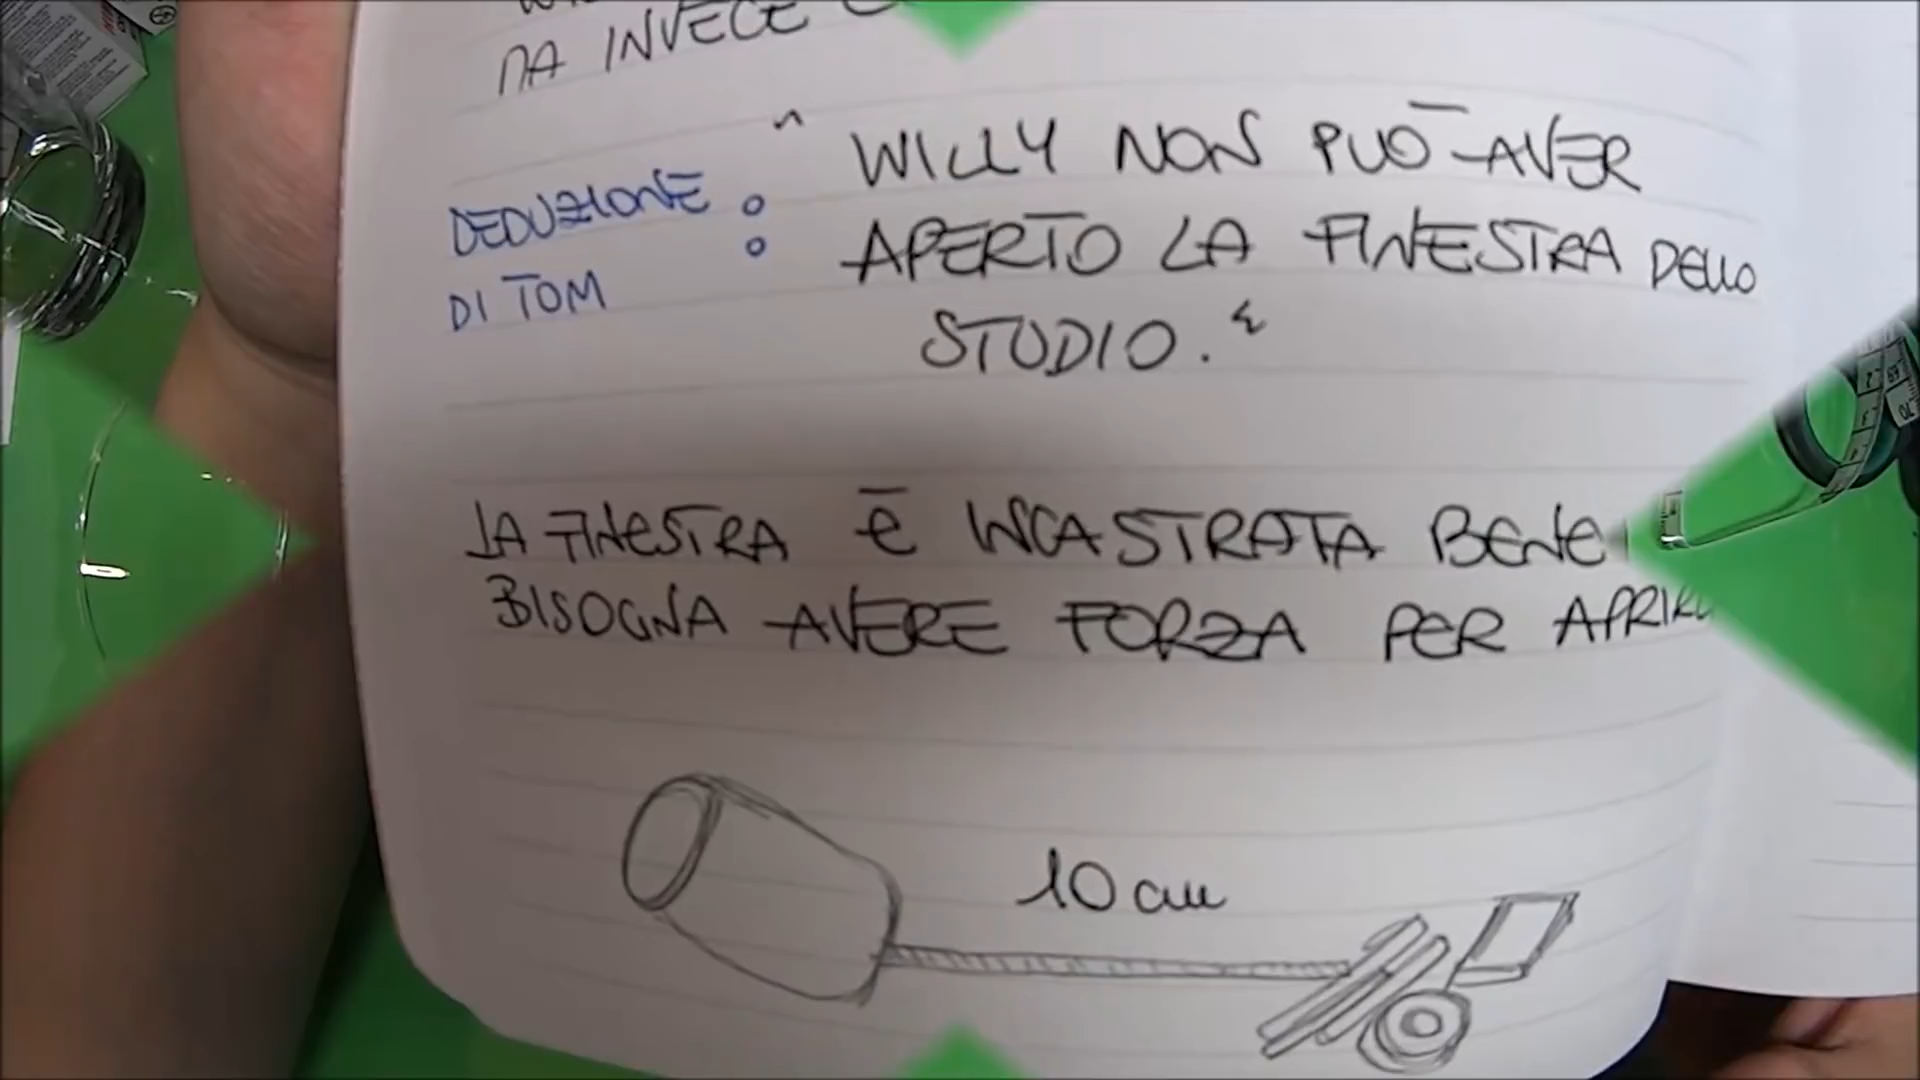 MA INVECE
DEDUZIONE DI TOM :
" WILLY NON PUÒ AVER
APERTO LA FINESTRA DELLO
STUDIO. "
LA FINESTRA È INCASTRATA BENE
BISOGNA AVERE FORZA PER
10 cm